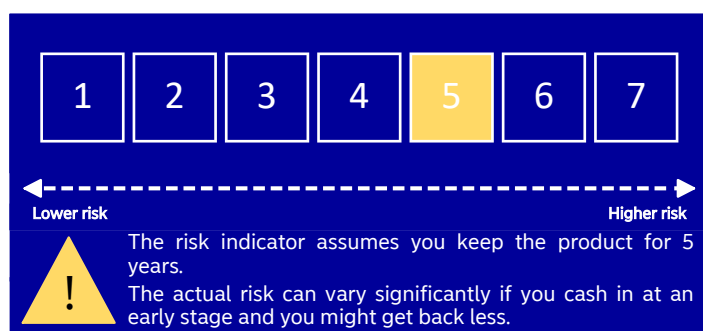 1 2 3 4 5 6 7
Lower risk Higher risk
The risk indicator assumes you keep the product for 5
years.
! The actual risk can vary significantly if you cash in at an
early stage and you might get back less.